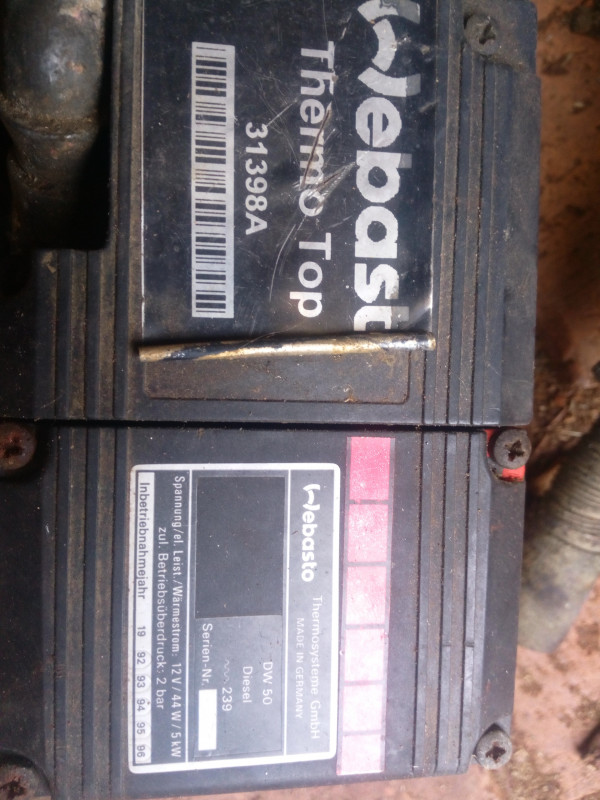 Webasto
Thermo Top
31398A
Webasto Thermosysteme GmbH
MADE IN GERMANY
DW 50
Diesel
~~ 239
Serien-Nr.
Spannung/el. Leist./Wärmestrom: 12 V / 44 W / 5 kW
zul. Betriebsüberdruck: 2 bar
Inbetriebnahmejahr 19 92 93 94 95 96